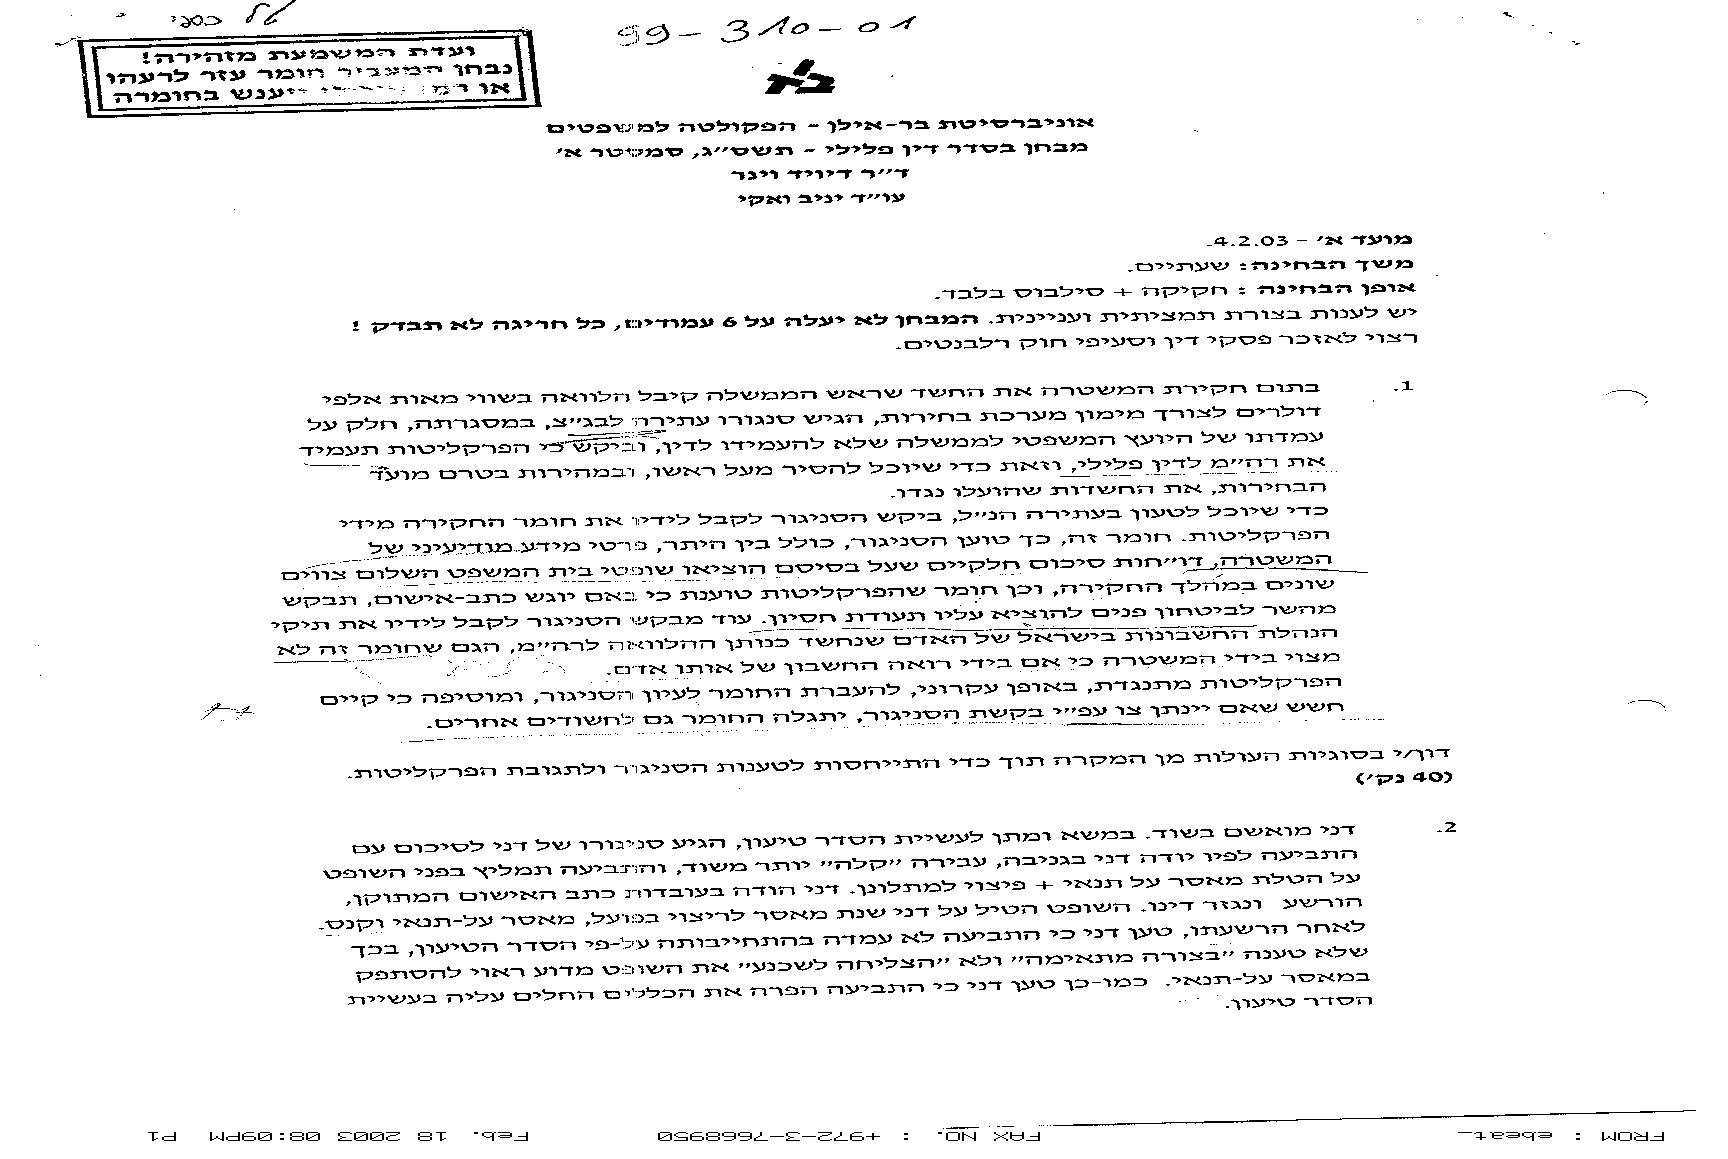 טל כספי
99-310-01
ועדת המשמעת מזהירה!
נבחן המעביר חומר עזר לרעהו
או ייענש בחומרה
אוניברסיטת בר-אילן - הפקולטה למשפטים
מבחן בסדר דין פלילי - תשס״ג, סמסטר א׳
ד״ר דיויד וינר
עו״ד יניב ואקי
מועד א׳ - 4.2.03.
משך הבחינה: שעתיים.
אופן הבחינה : חקיקה + סילבוס בלבד.
יש לענות בצורת תמציתית ועניינית. המבחן לא יעלה על 6 עמודים, כל חריגה לא תבדק !
רצוי לאזכר פסקי דין וסעיפי חוק רלבנטים.
1. בתום חקירת המשטרה את החשד שראש הממשלה קיבל הלוואה בשווי מאות אלפי
דולרים לצורך מימון מערכת בחירות, הגיש סנגורו עתירה לבג״צ, במסגרתה, חלק על
עמדתו של היועץ המשפטי לממשלה שלא להעמידו לדין, וביקש כי הפרקליטות תעמיד
את רה״מ לדין פלילי, וזאת כדי שיוכל להסיר מעל ראשו, ובמהירות בטרם מועד
הבחירות, את החשדות שהועלו נגדו.
כדי שיוכל לטעון בעתירה הנ״ל, ביקש הסניגור לקבל לידיו את חומר החקירה מידי
הפרקליטות. חומר זה, כך טוען הסניגור, כולל בין היתר, פרטי מידע מודיעיני של
המשטרה, דו״חות סיכום חלקיים שעל בסיסם הוציאו שופטי בית המשפט השלום צווים
שונים במהלך החקירה, וכן חומר שהפרקליטות טוענת כי באם יוגש כתב-אישום, תבקש
מהשר לביטחון פנים להוציא עליו תעודת חסיון. עוד מבקש הסניגור לקבל לידיו את תיקי
הנהלת החשבונות בישראל של האדם שנחשד כנותן ההלוואה לרה״מ, הגם שחומר זה לא
מצוי בידי המשטרה כי אם בידי רואה החשבון של אותו אדם.
הפרקליטות מתנגדת, באופן עקרוני, להעברת החומר לעיון הסניגור, ומוסיפה כי קיים
חשש שאם יינתן צו עפ״י בקשת הסניגור, יתגלה החומר גם לחשודים אחרים.
דון/י בסוגיות העולות מן המקרה תוך כדי התייחסות לטענות הסניגור ולתגובת הפרקליטות.
(40 נק׳)
2. דני מואשם בשוד. במשא ומתן לעשיית הסדר טיעון, הגיע סניגורו של דני לסיכום עם
התביעה לפיו יודה דני בגניבה, עבירה ״קלה״ יותר משוד, והתביעה תמליץ בפני השופט
על הטלת מאסר על תנאי + פיצוי למתלונן. דני הודה בעובדות כתב האישום המתוקן,
הורשע ונגזר דינו. השופט הטיל על דני שנת מאסר לריצוי בפועל, מאסר על-תנאי וקנס.
לאחר הרשעתו, טען דני כי התביעה לא עמדה בהתחייבותה על-פי הסדר הטיעון, בכך
שלא טענה ״בצורה מתאימה״ ולא ״הצליחה לשכנע״ את השופט מדוע ראוי להסתפק
במאסר על-תנאי. כמו-כן טען דני כי התביעה הפרה את הכללים החלים עליה בעשיית
הסדר טיעון.
FROM : ebeat_ FAX NO. : +972-3-7668950 Feb. 18 2003 08:09PM P1